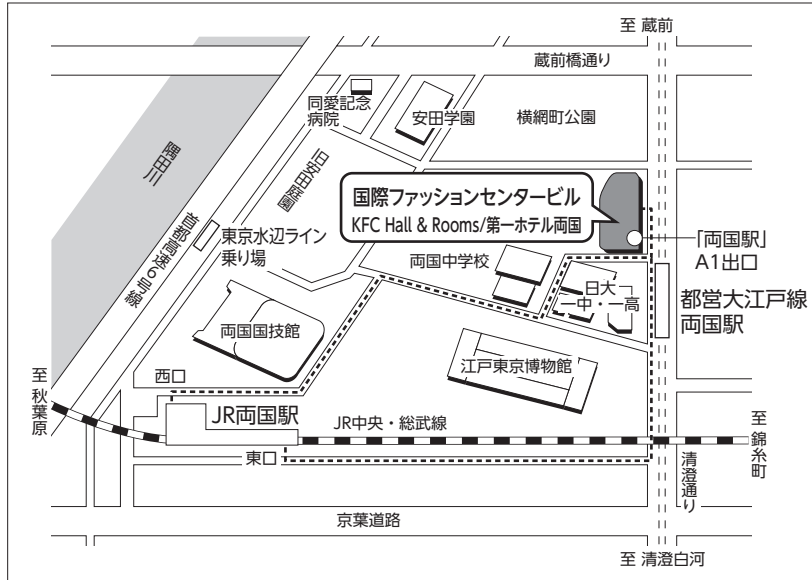 至 蔵前
蔵前橋通り
同愛記念
病院
安田学園
横網町公園
隅田川
旧安田庭園
国際ファッションセンタービル
KFC Hall & Rooms/第一ホテル両国
首都高速6号線
東京水辺ライン
乗り場
両国中学校
「両国駅」
A1出口
日大
一中・一高
都営大江戸線
両国駅
両国国技館
江戸東京博物館
西口
至 秋葉原
JR両国駅
JR中央・総武線
至 錦糸町
東口
清澄通り
京葉道路
至 清澄白河